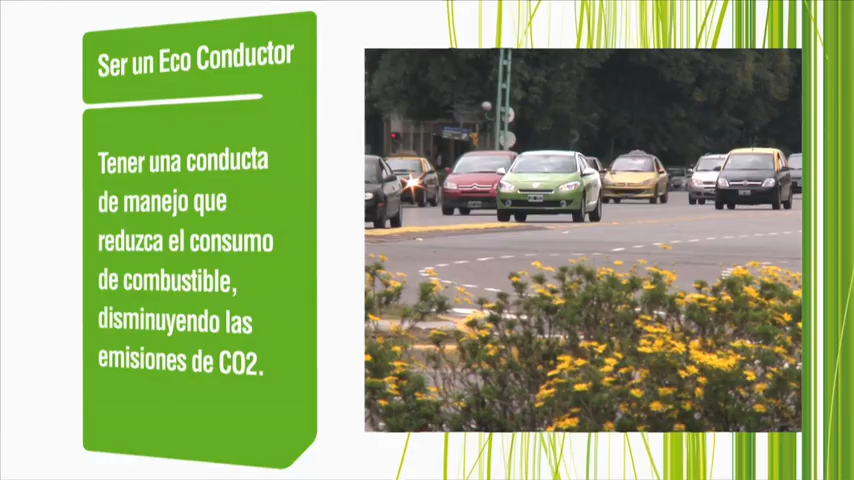 Ser un Eco Conductor
Tener una conducta
de manejo que
reduzca el consumo
de combustible,
disminuyendo las
emisiones de CO2.